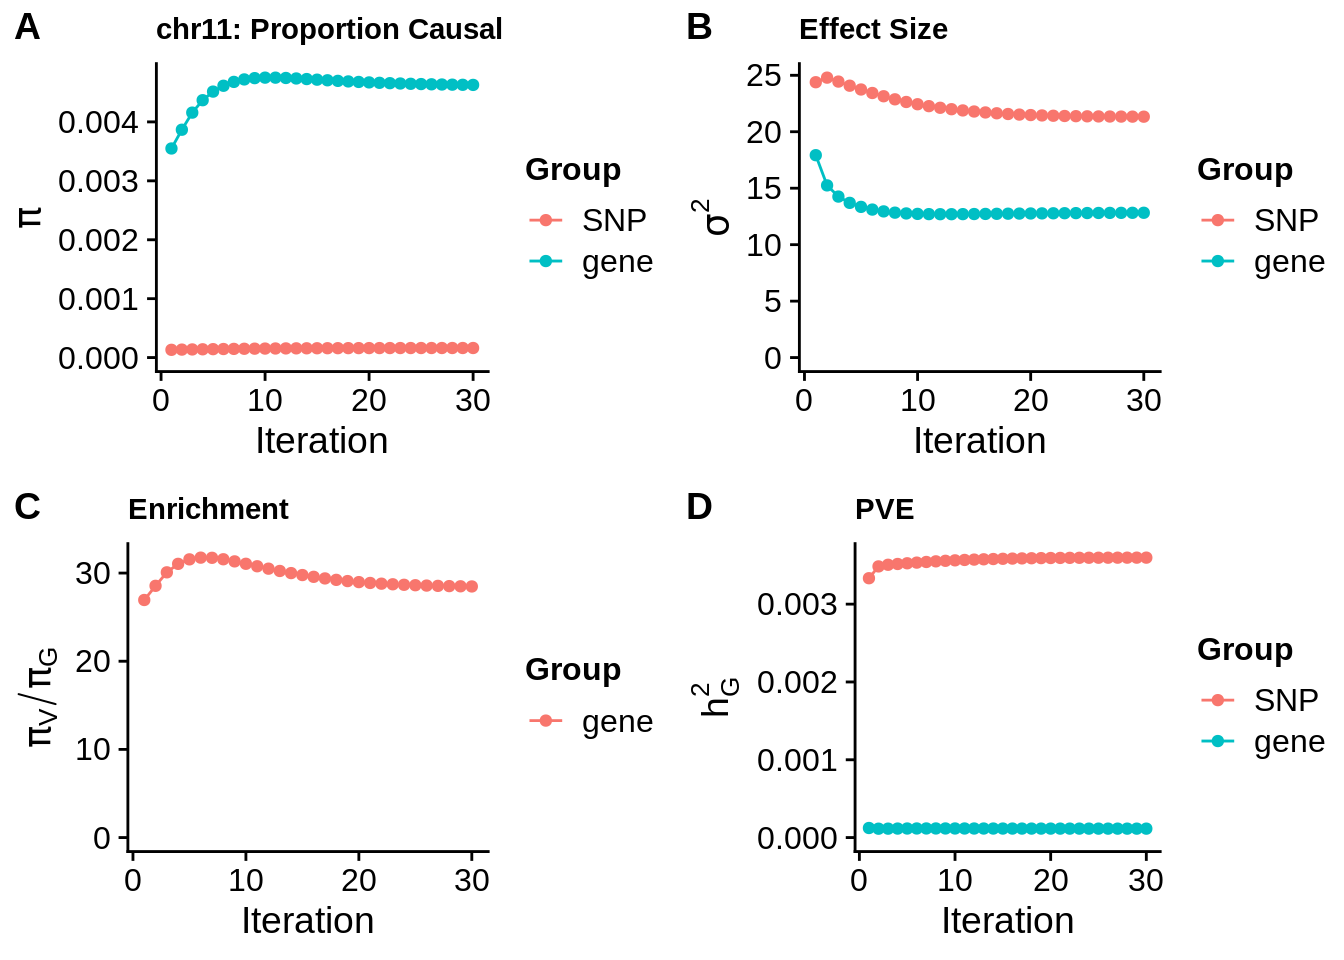 A
chr11: Proportion Causal
π
0.004
0.003
0.002
0.001
0.000
0 10 20 30
Iteration
Group
SNP
gene
B
Effect Size
σ²
25
20
15
10
5
0
0 10 20 30
Iteration
Group
SNP
gene
C
Enrichment
π_V/π_G
30
20
10
0
0 10 20 30
Iteration
Group
gene
D
PVE
h²_G
0.003
0.002
0.001
0.000
0 10 20 30
Iteration
Group
SNP
gene